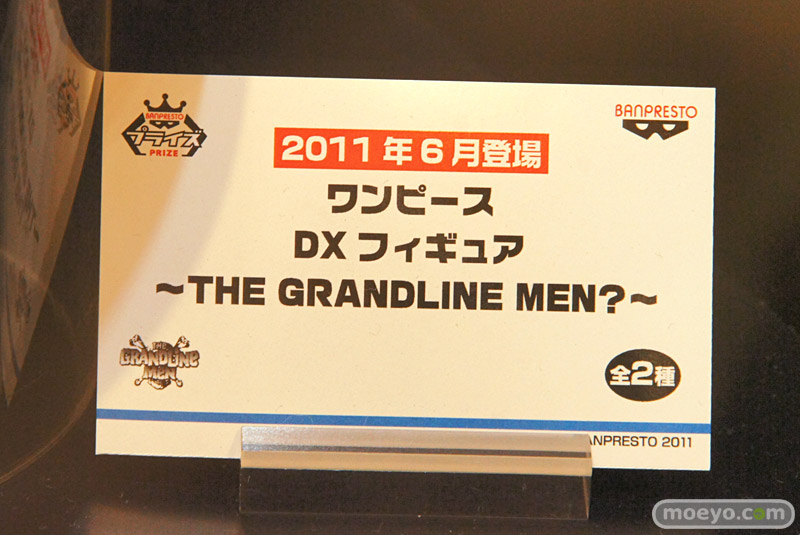 BANPRESTO
プライズ
PRIZE
BANPRESTO
2011年6月登場
ワンピース
DXフィギュア
~THE GRANDLINE MEN?~
THE
GRANDLINE
MEN
全2種
ANPRESTO 2011
moeyo.com